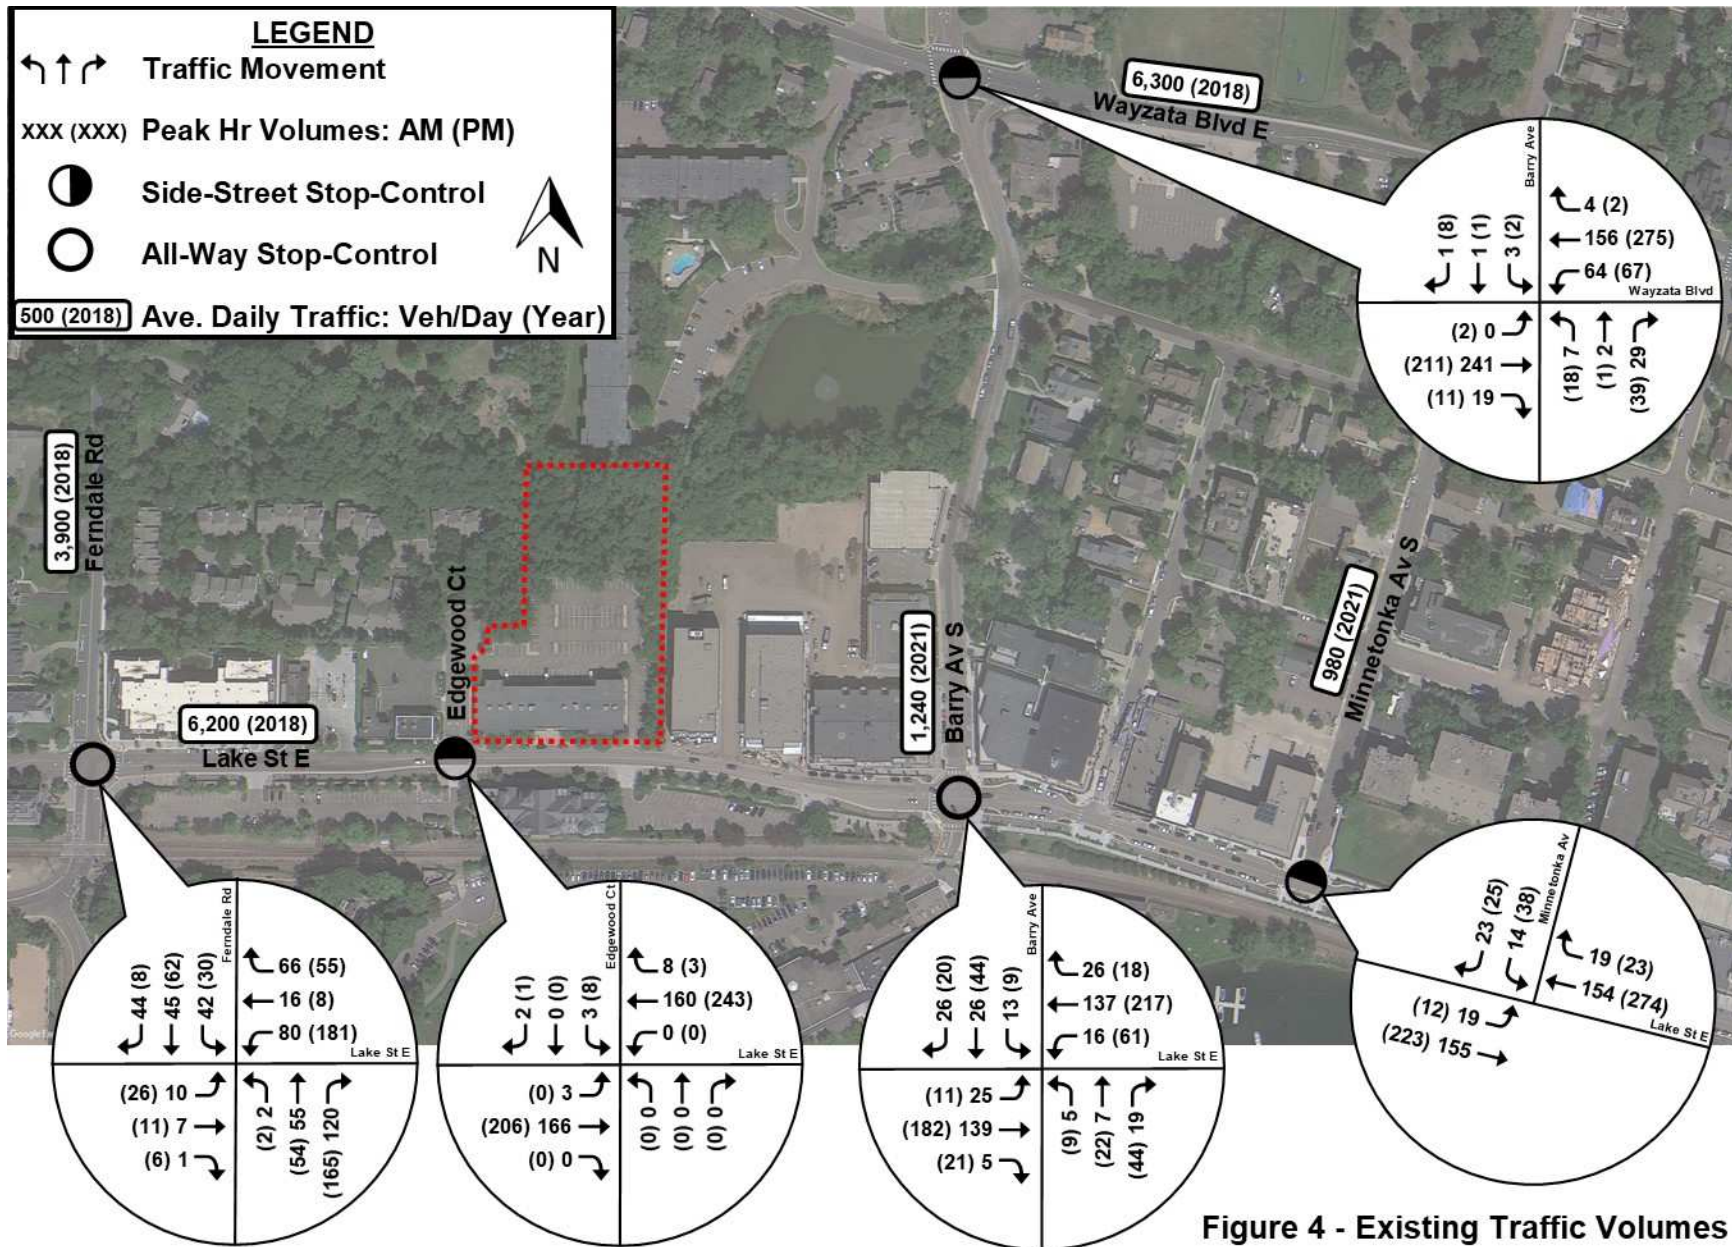 LEGEND
Traffic Movement
XXX (XXX) Peak Hr Volumes: AM (PM)
Side-Street Stop-Control
All-Way Stop-Control
N
500 (2018) Ave. Daily Traffic: Veh/Day (Year)
6,300 (2018)
Wayzata Blvd E
Barry Ave
1 (8)
1 (1)
3 (2)
4 (2)
156 (275)
64 (67)
Wayzata Blvd
(2) 0
(211) 241
(11) 19
(18) 7
(1) 2
(39) 29
3,900 (2018)
Ferndale Rd
Edgewood Ct
6,200 (2018)
Lake St E
1,240 (2021)
Barry Av S
980 (2021)
Minnetonka Av S
Ferndale Rd
44 (8)
45 (62)
42 (30)
66 (55)
16 (8)
80 (181)
Lake St E
(26) 10
(11) 7
(6) 1
(2) 2
(54) 55
(165) 120
Edgewood Ct
2 (1)
0 (0)
3 (8)
8 (3)
160 (243)
0 (0)
Lake St E
(0) 3
(206) 166
(0) 0
(0) 0
(0) 0
(0) 0
Barry Ave
26 (20)
26 (44)
13 (9)
26 (18)
137 (217)
16 (61)
Lake St E
(11) 25
(182) 139
(21) 5
(9) 5
(22) 7
(44) 19
Minnetonka Av
23 (25)
14 (38)
19 (23)
154 (274)
Lake St E
(12) 19
(223) 155
Figure 4 - Existing Traffic Volumes